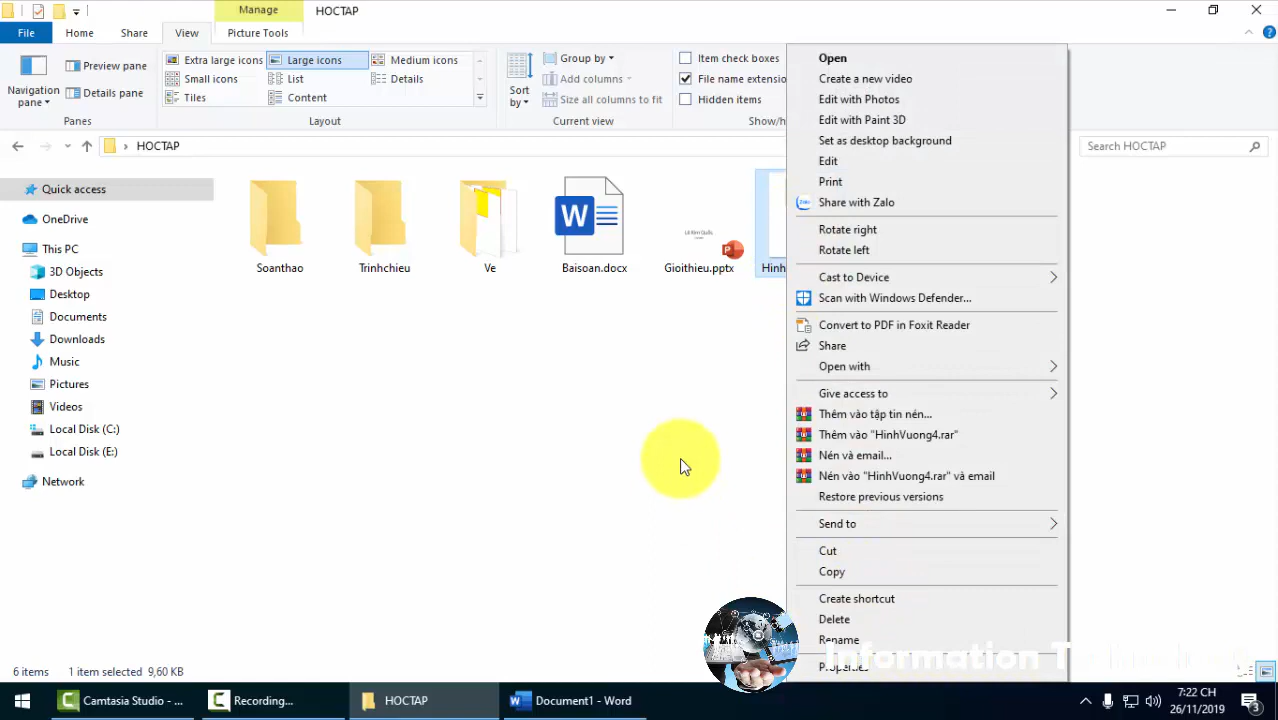 Manage
HOCTAP
File
Home
Share
View
Picture Tools
Navigation pane
Preview pane
Details pane
Panes
Extra large icons
Large icons
Medium icons
Small icons
List
Details
Tiles
Content
Layout
Sort by
Group by
Add columns
Size all columns to fit
Current view
Item check boxes
File name extensio
Hidden items
Show/h
HOCTAP
Search HOCTAP
Quick access
OneDrive
This PC
3D Objects
Desktop
Documents
Downloads
Music
Pictures
Videos
Local Disk (C:)
Local Disk (E:)
Network
Soanthao
Trinhchieu
Ve
Baisoan.docx
Gioithieu.pptx
Hinh
Open
Create a new video
Edit with Photos
Edit with Paint 3D
Set as desktop background
Edit
Print
Share with Zalo
Rotate right
Rotate left
Cast to Device
Scan with Windows Defender...
Convert to PDF in Foxit Reader
Share
Open with
Give access to
Thêm vào tập tin nén...
Thêm vào "HinhVuong4.rar"
Nén và email...
Nén vào "HinhVuong4.rar" và email
Restore previous versions
Send to
Cut
Copy
Create shortcut
Delete
Rename
Properties
Information
6 items
1 item selected 9,60 KB
Camtasia Studio - ...
Recording...
HOCTAP
Document1 - Word
7:22 CH
26/11/2019
3